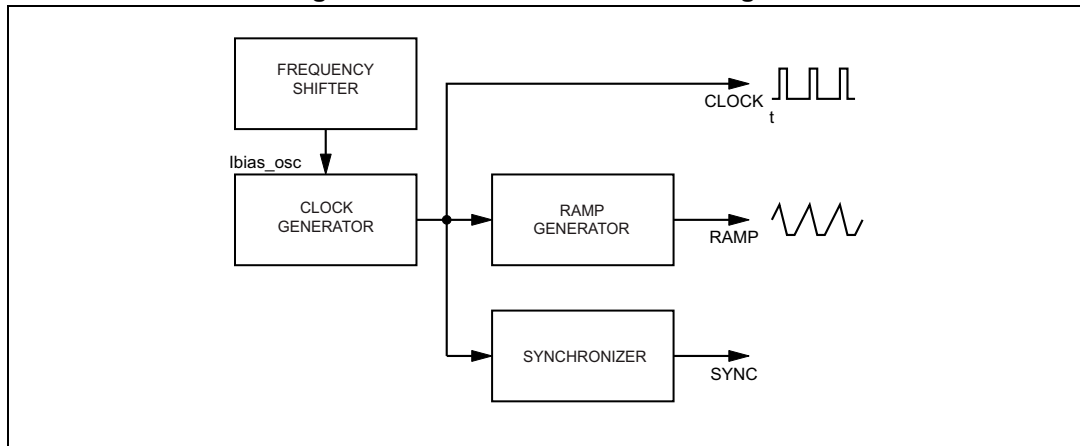 FREQUENCY
SHIFTER
CLOCK
t
Ibias_osc
CLOCK
GENERATOR
RAMP
GENERATOR
RAMP
SYNCHRONIZER
SYNC